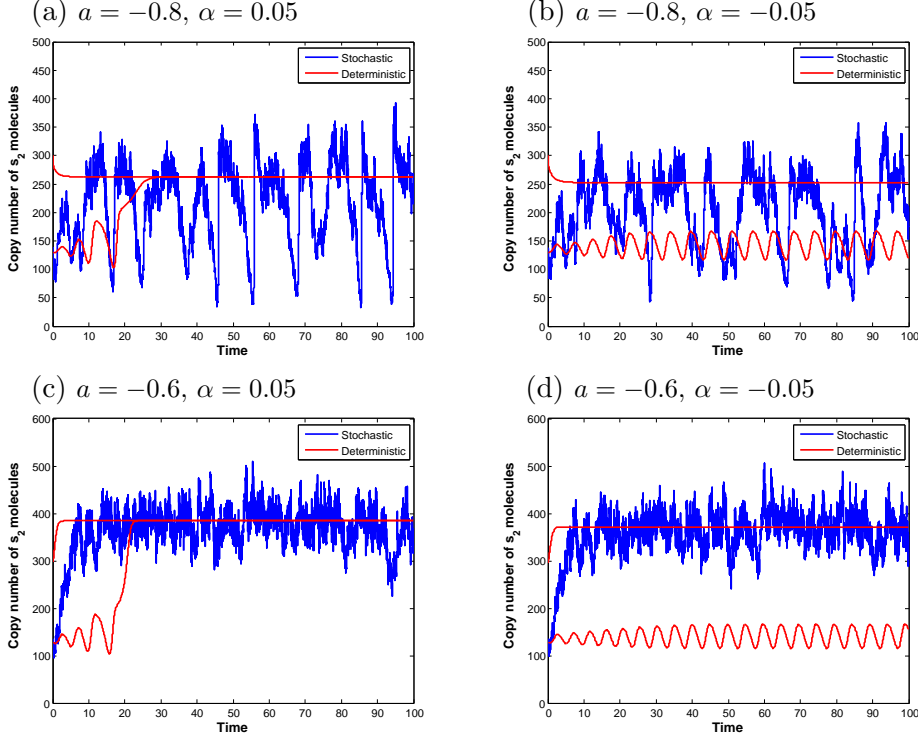 (a) a = −0.8, α = 0.05
500
450
400
350
300
250
200
150
100
50
0
Copy number of s₂ molecules
Stochastic
Deterministic
0 10 20 30 40 50 60 70 80 90 100
Time
(b) a = −0.8, α = −0.05
500
450
400
350
300
250
200
150
100
50
0
Copy number of s₂ molecules
Stochastic
Deterministic
0 10 20 30 40 50 60 70 80 90 100
Time
(c) a = −0.6, α = 0.05
600
500
400
300
200
100
0
Copy number of s₂ molecules
Stochastic
Deterministic
0 10 20 30 40 50 60 70 80 90 100
Time
(d) a = −0.6, α = −0.05
600
500
400
300
200
100
0
Copy number of s₂ molecules
Stochastic
Deterministic
0 10 20 30 40 50 60 70 80 90 100
Time